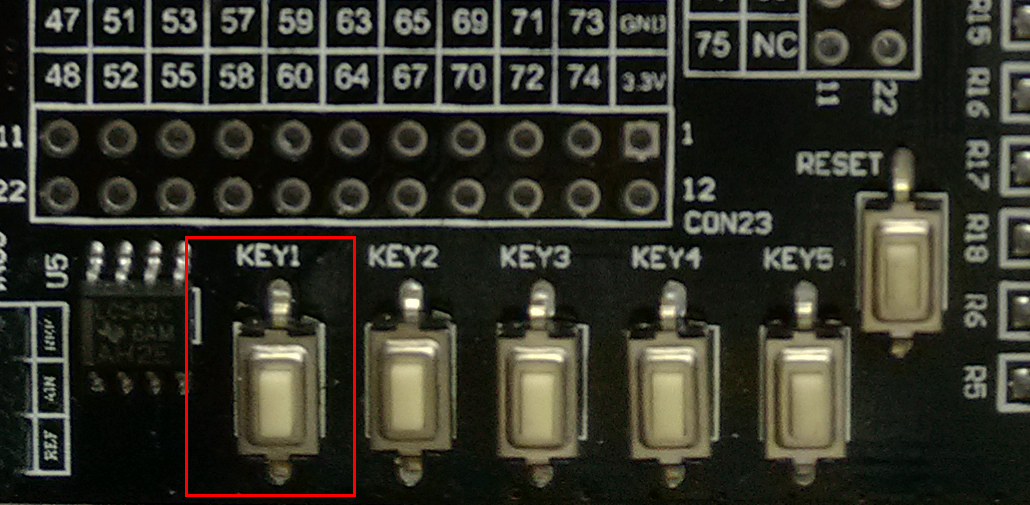 47 51 53 57 59 63 65 69 71 73 GND
48 52 55 58 60 64 67 70 72 74 3.3V
75 NC
11 22
11 1
22 12
CON23
RESET
R15
R16
R17
R18
R6
R5
U5
KEY1 KEY2 KEY3 KEY4 KEY5
AIN
REF